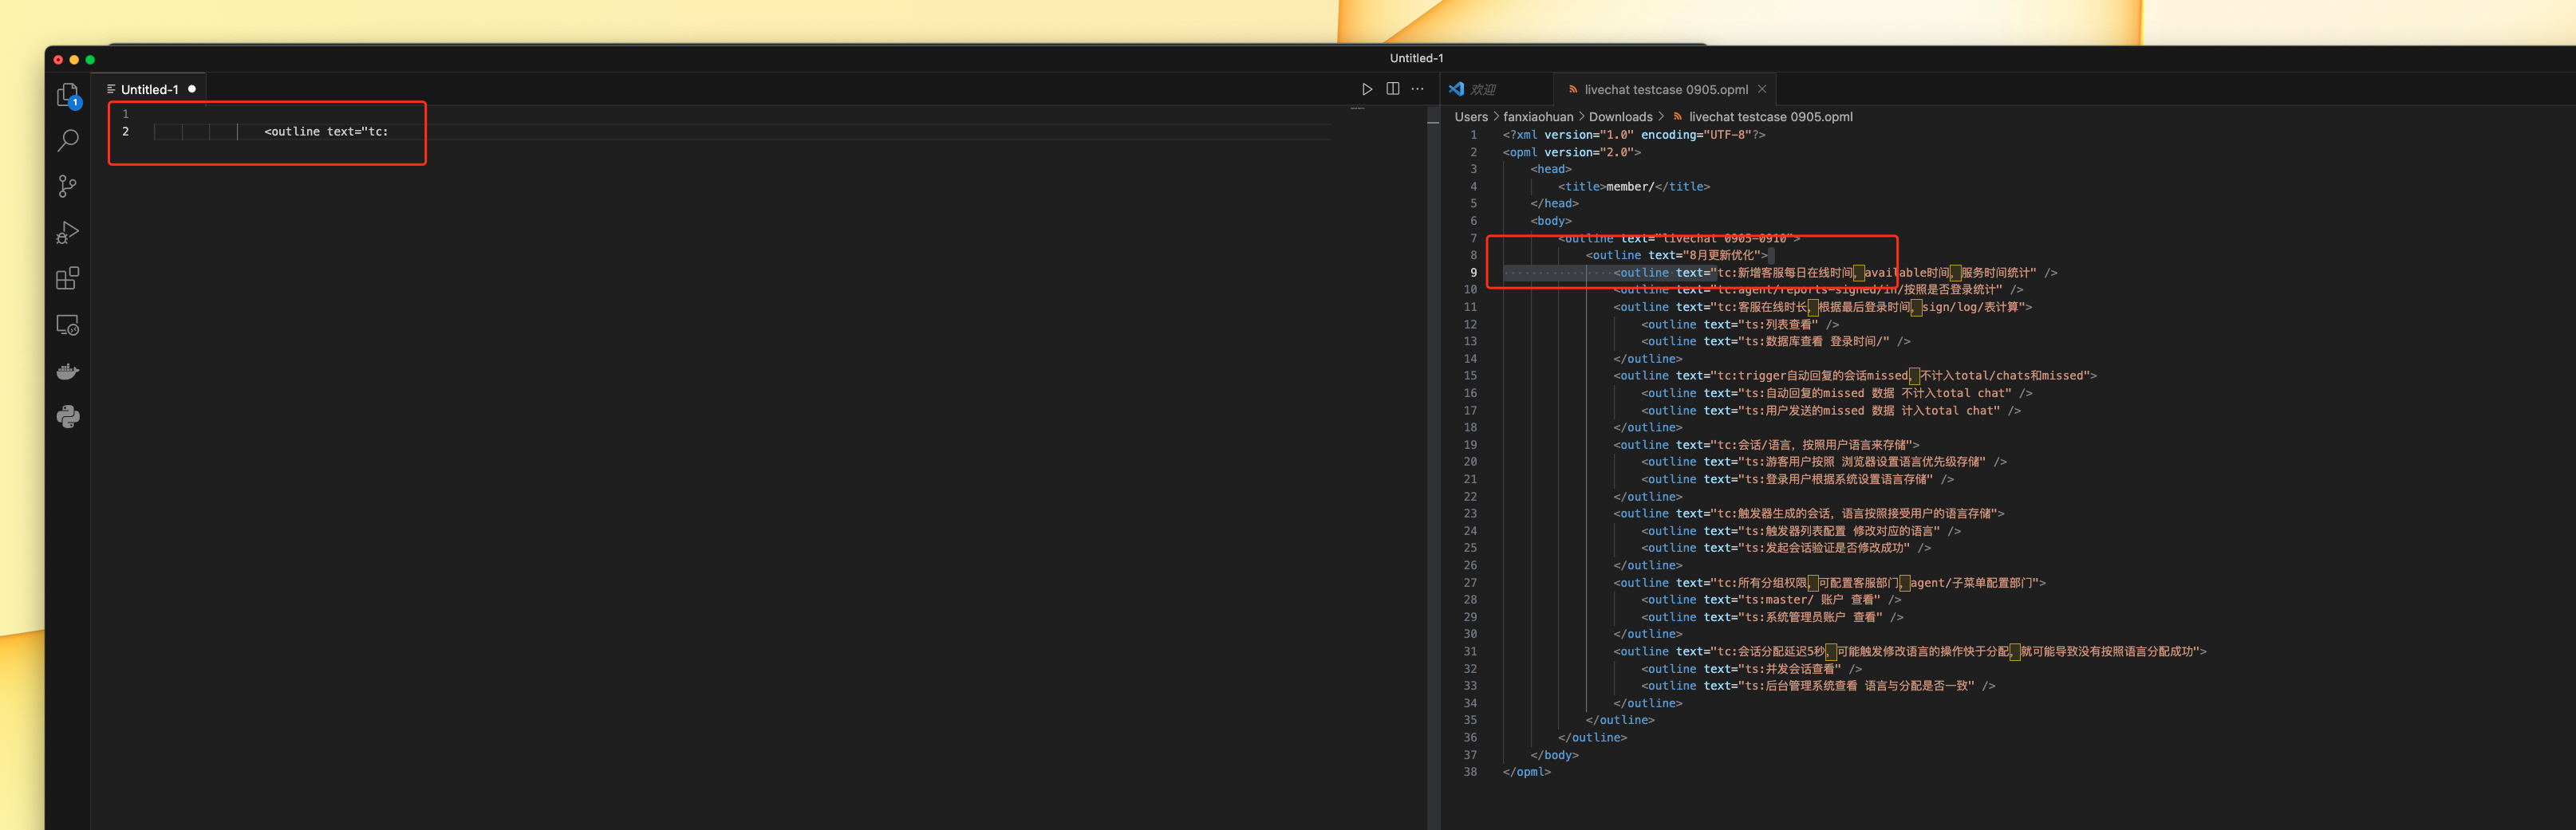 Untitled-1
Untitled-1
1
1
2 <outline text="tc:
欢迎
livechat testcase 0905.opml
Users > fanxiaohuan > Downloads > livechat testcase 0905.opml
1 <?xml version="1.0" encoding="UTF-8"?>
2 <opml version="2.0">
3 <head>
4 <title>member/</title>
5 </head>
6 <body>
7 <outline text="livechat 0905-0910">
8 <outline text="8月更新优化">
9 <outline text="tc:新增客服每日在线时间，available时间，服务时间统计" />
10 <outline text="tc:agent/reports-signed/in/按照是否登录统计" />
11 <outline text="tc:客服在线时长，根据最后登录时间，sign/log/表计算">
12 <outline text="ts:列表查看" />
13 <outline text="ts:数据库查看 登录时间/" />
14 </outline>
15 <outline text="tc:trigger自动回复的会话missed，不计入total/chats和missed">
16 <outline text="ts:自动回复的missed 数据 不计入total chat" />
17 <outline text="ts:用户发送的missed 数据 计入total chat" />
18 </outline>
19 <outline text="tc:会话/语言，按照用户语言来存储">
20 <outline text="ts:游客用户按照 浏览器设置语言优先级存储" />
21 <outline text="ts:登录用户根据系统设置语言存储" />
22 </outline>
23 <outline text="tc:触发器生成的会话，语言按照接受用户的语言存储">
24 <outline text="ts:触发器列表配置 修改对应的语言" />
25 <outline text="ts:发起会话验证是否修改成功" />
26 </outline>
27 <outline text="tc:所有分组权限，可配置客服部门，agent/子菜单配置部门">
28 <outline text="ts:master/ 账户 查看" />
29 <outline text="ts:系统管理员账户 查看" />
30 </outline>
31 <outline text="tc:会话分配延迟5秒，可能触发修改语言的操作快于分配，就可能导致没有按照语言分配成功">
32 <outline text="ts:并发会话查看" />
33 <outline text="ts:后台管理系统查看 语言与分配是否一致" />
34 </outline>
35 </outline>
36 </outline>
37 </body>
38 </opml>